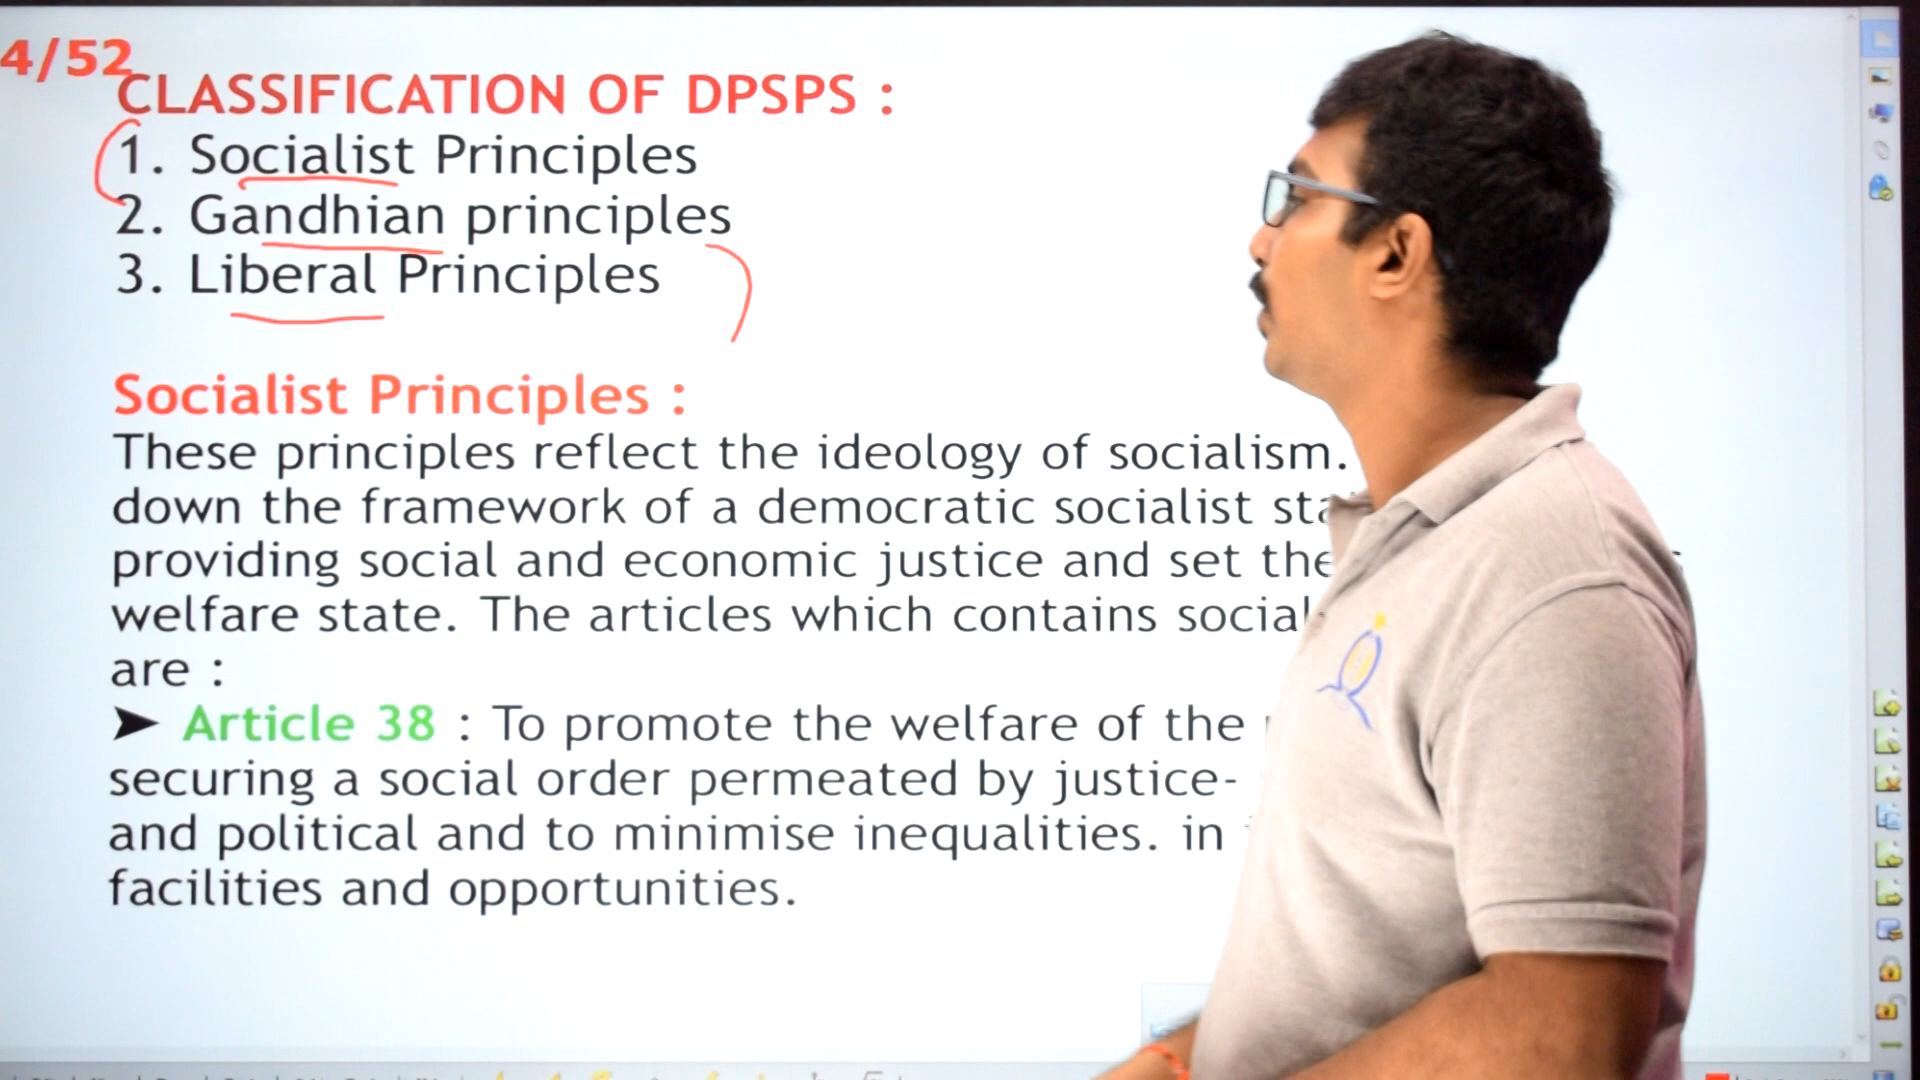 4/52
CLASSIFICATION OF DPSPS :
1. Socialist Principles
2. Gandhian principles
3. Liberal Principles
Socialist Principles :
These principles reflect the ideology of socialism.
down the framework of a democratic socialist
providing social and economic justice and set
welfare state. The articles which contains
are :
➤ Article 38 : To promote the welfare of the
securing a social order permeated by justice-
and political and to minimise inequalities. in
facilities and opportunities.